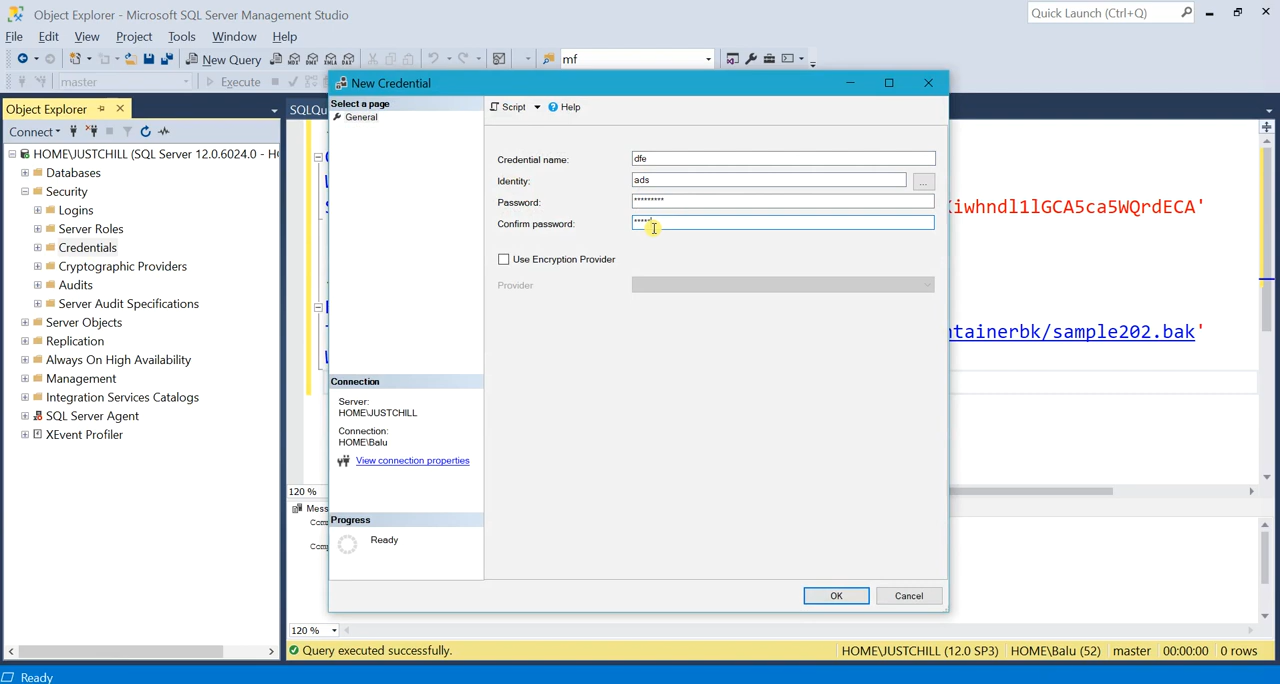 Object Explorer - Microsoft SQL Server Management Studio
Quick Launch (Ctrl+Q)
File Edit View Project Tools Window Help
New Query
mf
master
Execute
Object Explorer
SQLQu
Connect
HOME\JUSTCHILL (SQL Server 12.0.6024.0 - H
Databases
Security
Logins
Server Roles
Credentials
Cryptographic Providers
Audits
Server Audit Specifications
Server Objects
Replication
Always On High Availability
Management
Integration Services Catalogs
SQL Server Agent
XEvent Profiler
New Credential
Select a page
General
Script
Help
Credential name:
dfe
Identity:
ads
...
Password:
*********
Confirm password:
*****
Use Encryption Provider
Provider
Connection
Server:
HOME\JUSTCHILL
Connection:
HOME\Balu
View connection properties
Progress
Ready
OK
Cancel
iwhndl1lGCA5ca5WQrdECA'
ntainerbk/sample202.bak'
120 %
Mess
Com
Comp
120 %
Query executed successfully.
HOME\JUSTCHILL (12.0 SP3)
HOME\Balu (52)
master
00:00:00
0 rows
Ready